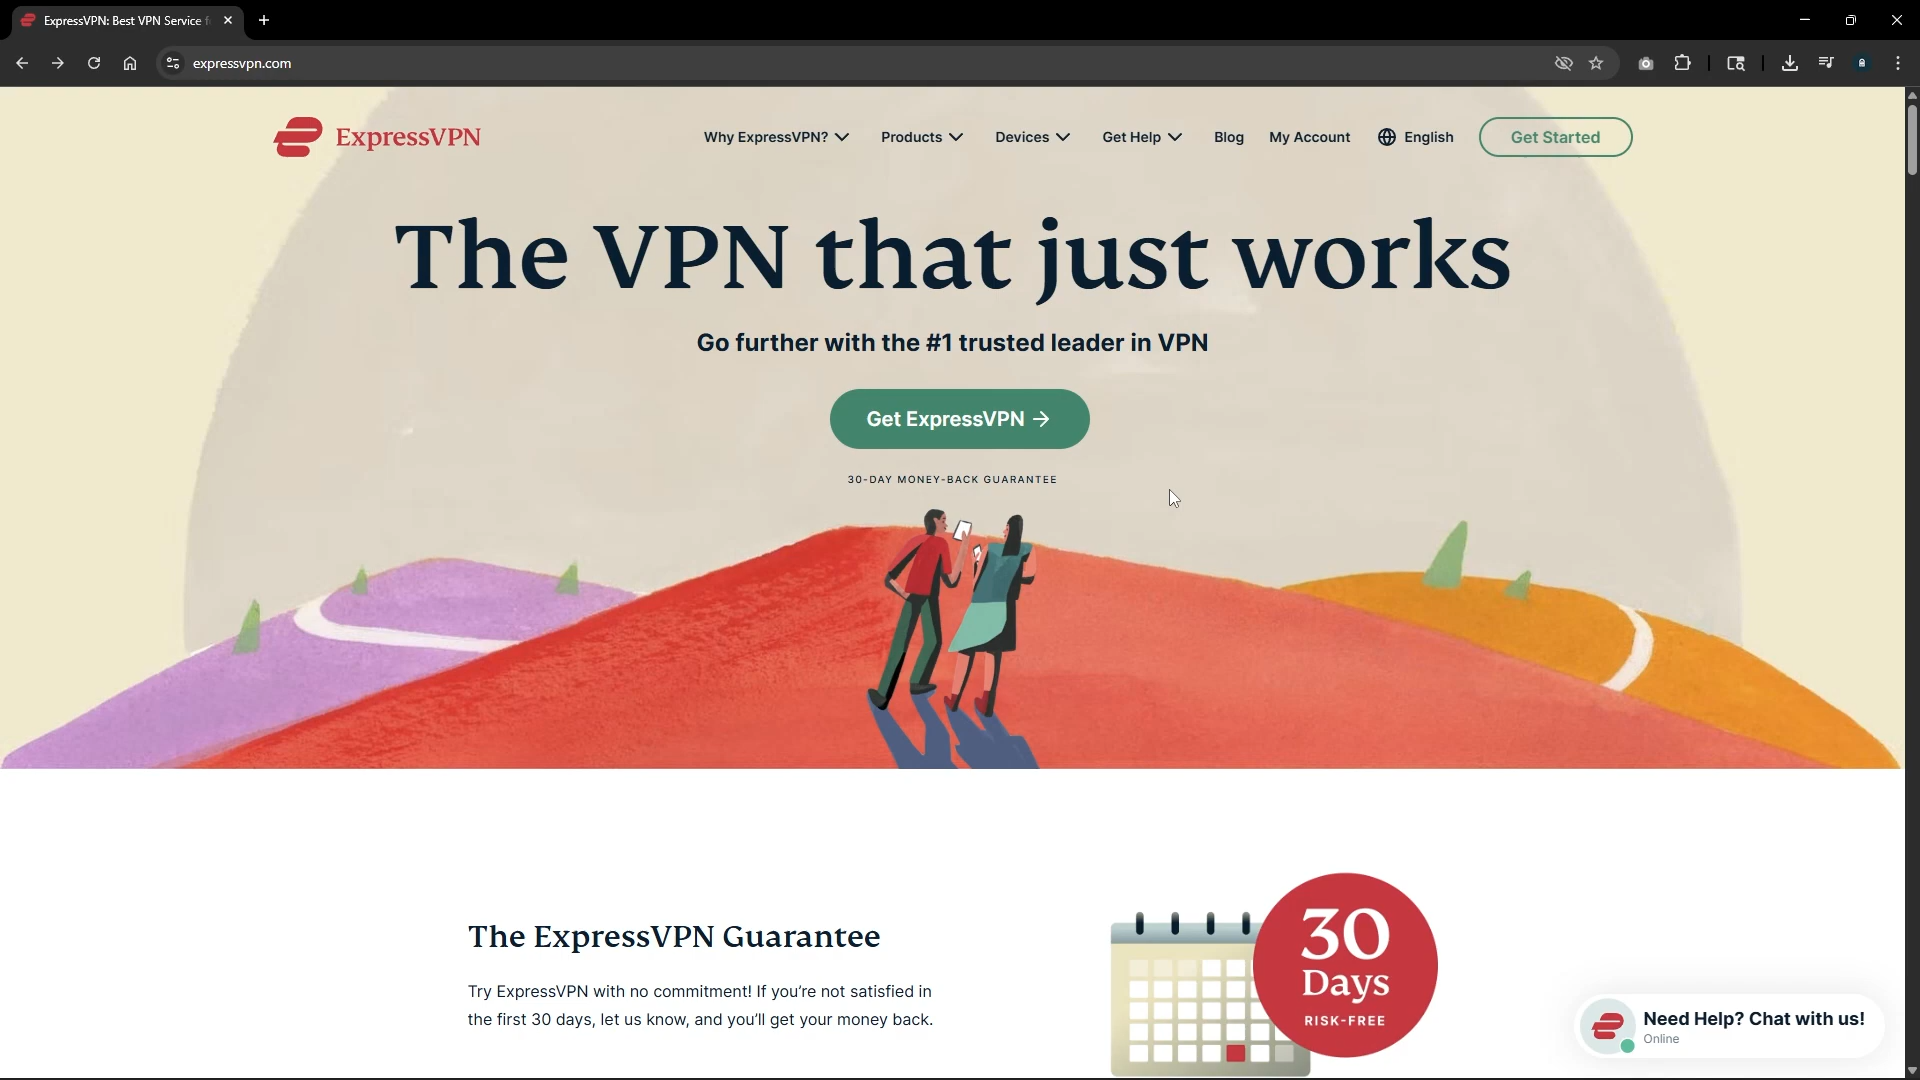 ExpressVPN: Best VPN Service f
expressvpn.com
ExpressVPN
Why ExpressVPN?
Products
Devices
Get Help
Blog
My Account
English
Get Started
The VPN that just works
Go further with the #1 trusted leader in VPN
Get ExpressVPN →
30-DAY MONEY-BACK GUARANTEE
The ExpressVPN Guarantee
Try ExpressVPN with no commitment! If you're not satisfied in
the first 30 days, let us know, and you'll get your money back.
30
Days
RISK-FREE
Need Help? Chat with us!
Online